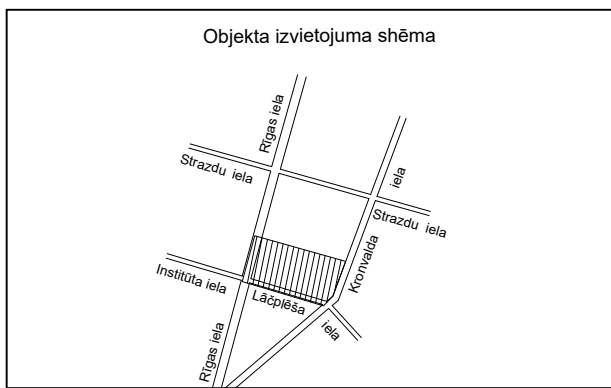 Objekta izvietojuma shēma
Rīgas iela
iela
Strazdu iela
Strazdu iela
Kronvalda
Institūta iela
Lāčplēša
iela
Rīgas iela